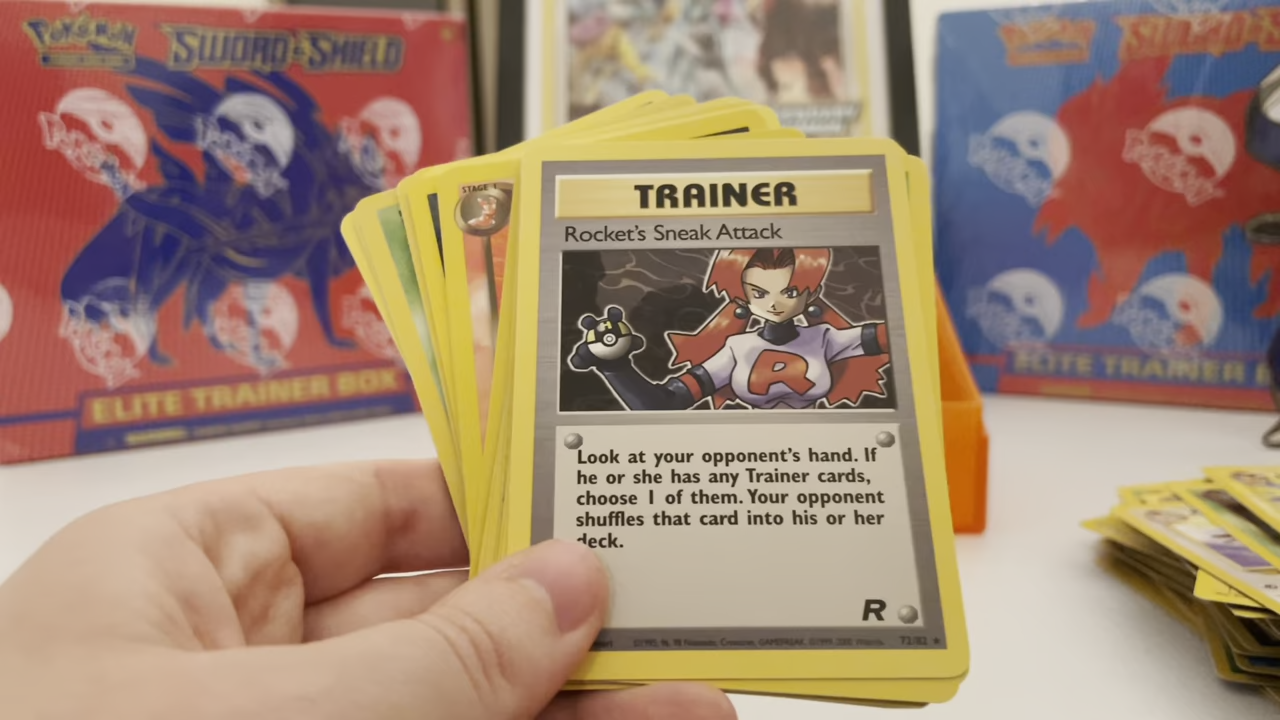 POKéMON
SWORD & SHIELD
ELITE TRAINER BOX
STAGE 1
TRAINER
Rocket's Sneak Attack
R
Look at your opponent's hand. If
he or she has any Trainer cards,
choose 1 of them. Your opponent
shuffles that card into his or her
deck.
R
72/82 ★
ELITE TRAINER